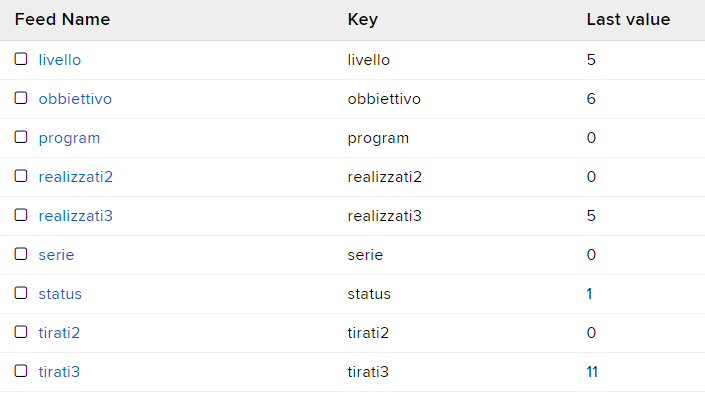 Feed Name Key Last value
livello livello 5
obbiettivo obbiettivo 6
program program 0
realizzati2 realizzati2 0
realizzati3 realizzati3 5
serie serie 0
status status 1
tirati2 tirati2 0
tirati3 tirati3 11